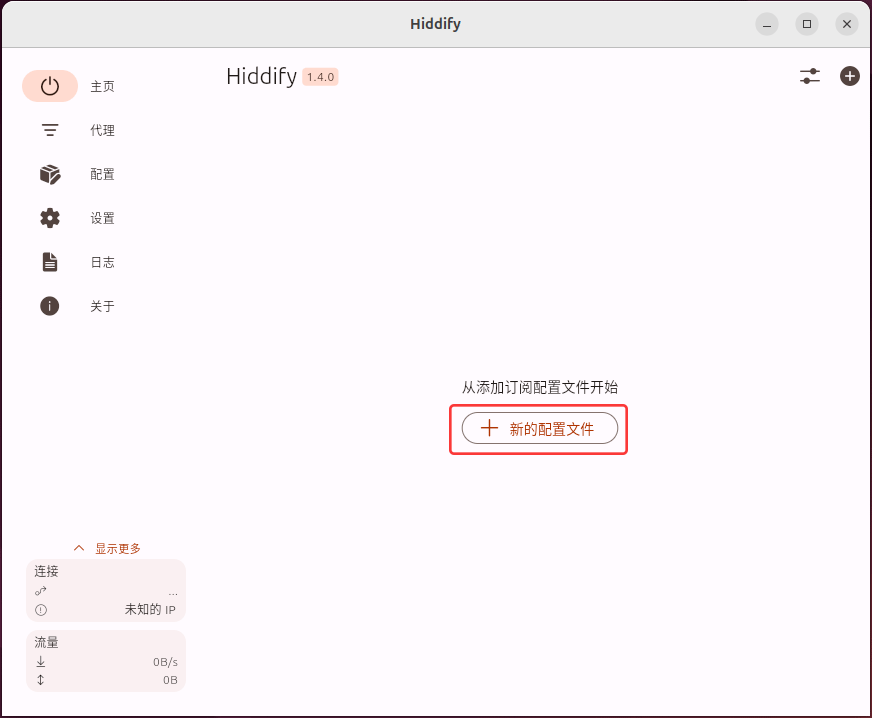 Hiddify
主页
Hiddify 1.4.0
代理
配置
设置
日志
关于
从添加订阅配置文件开始
新的配置文件
显示更多
连接
...
未知的 IP
流量
0B/s
0B